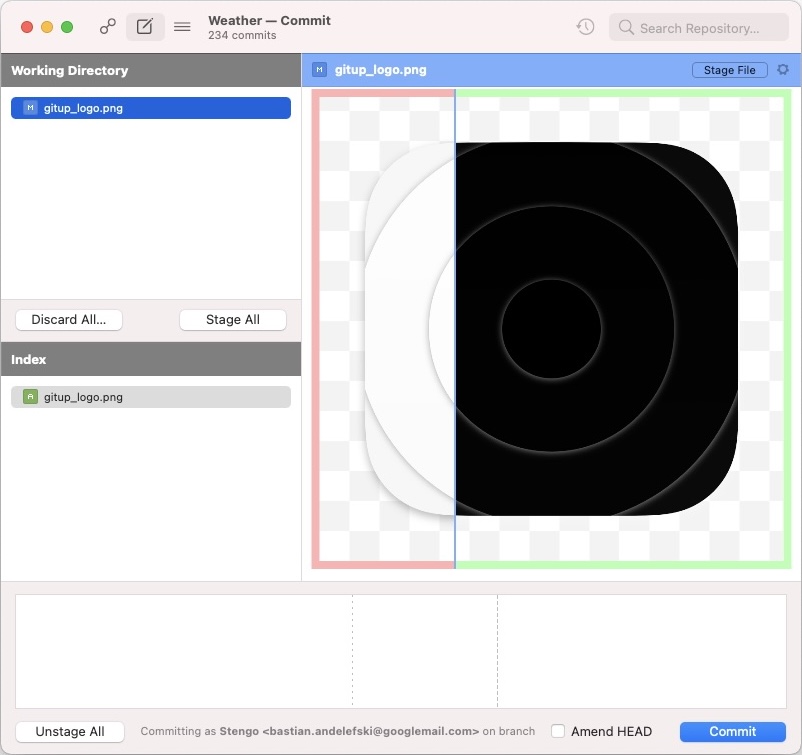 Weather — Commit
234 commits
Search Repository...
Working Directory
M gitup_logo.png
Discard All...
Stage All
Index
A gitup_logo.png
M gitup_logo.png
Stage File
Unstage All
Committing as Stengo <bastian.andelefski@googlemail.com> on branch
Amend HEAD
Commit